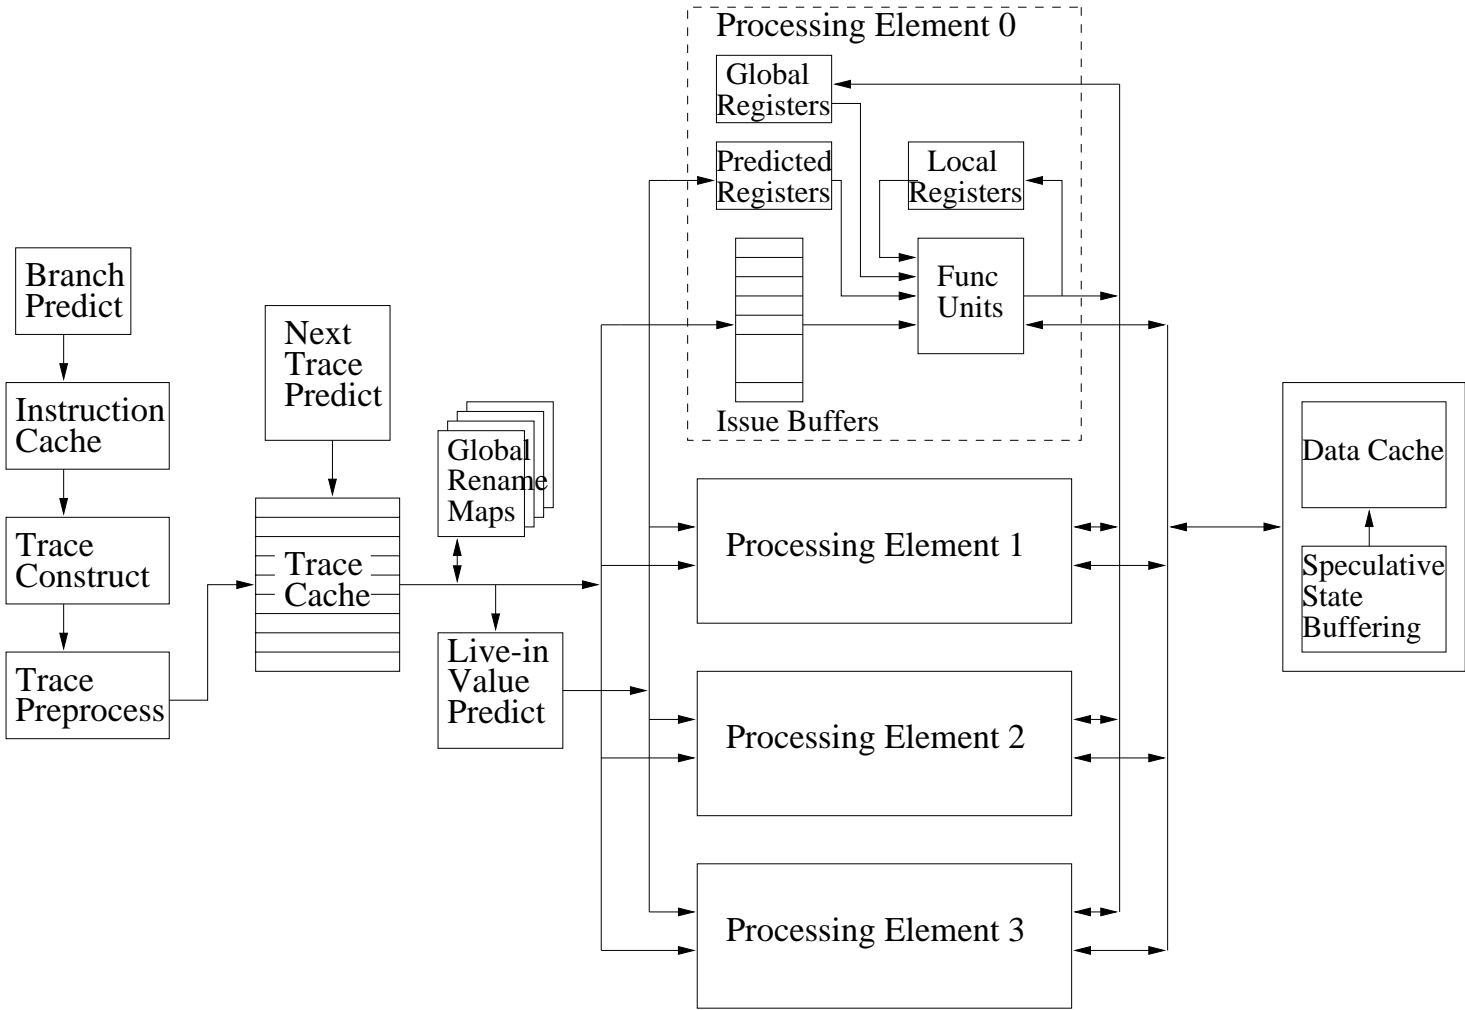 Processing Element 0
Global
Registers
Predicted
Registers
Local
Registers
Func
Units
Issue Buffers
Branch
Predict
Instruction
Cache
Trace
Construct
Trace
Preprocess
Next
Trace
Predict
Trace
Cache
Global
Rename
Maps
Live-in
Value
Predict
Processing Element 1
Processing Element 2
Processing Element 3
Data Cache
Speculative
State
Buffering